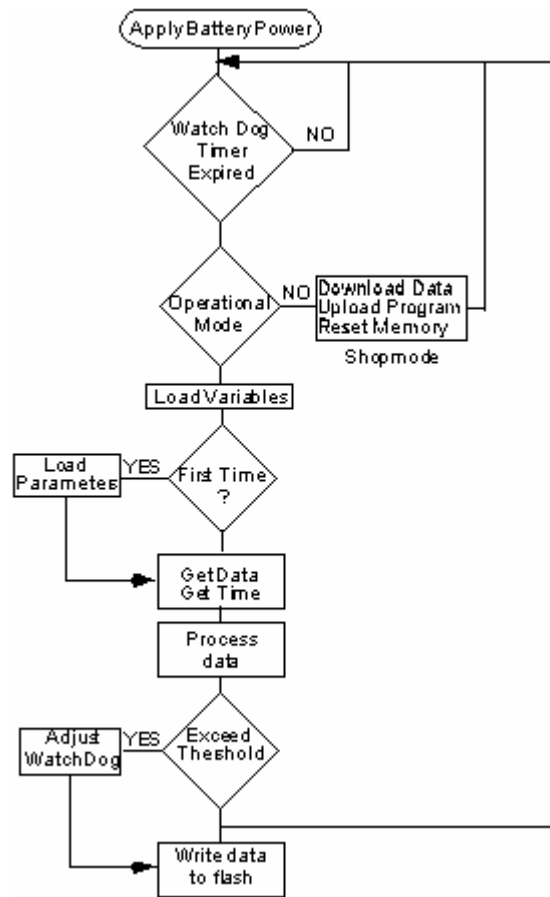 Apply Battery Power
Watch Dog
Timer
Expired
NO
Operational
Mode
NO
Download Data
Upload Program
Reset Memory
Shopmode
Load Variables
Load
Parametes
YES
First Time
?
Get Data
Get Time
Process
data
Adjust
WatchDog
YES
Exceed
Theshold
Write data
to flash